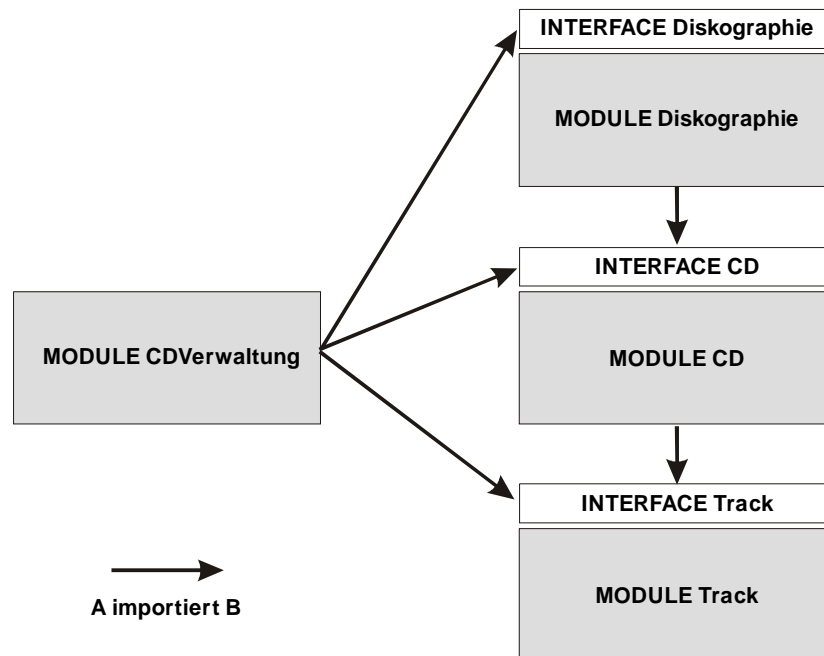 INTERFACE Diskographie
MODULE Diskographie
INTERFACE CD
MODULE CDVerwaltung
MODULE CD
INTERFACE Track
MODULE Track
A importiert B